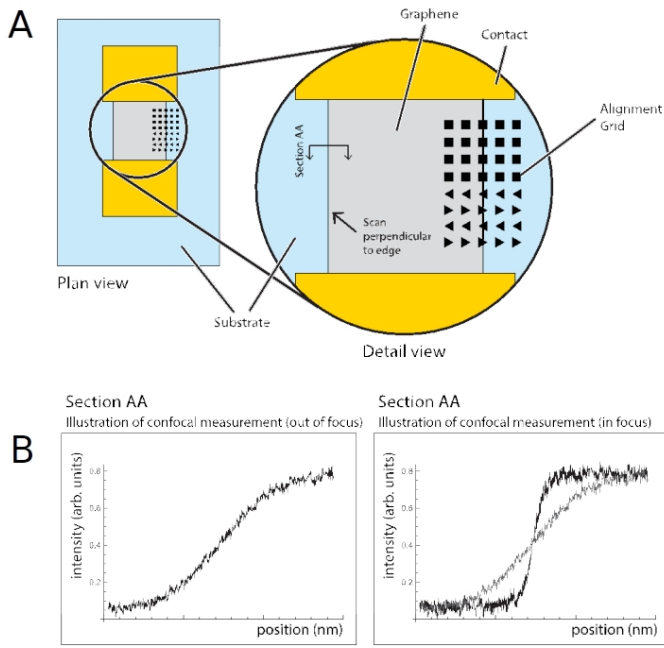 A
Graphene
Contact
Alignment
Grid
Section AA
Scan
perpendicular
to edge
Plan view
Substrate
Detail view
B
Section AA
Illustration of confocal measurement (out of focus)
intensity (arb. units)
0.8
0.6
0.4
0.2
position (nm)
Section AA
Illustration of confocal measurement (in focus)
intensity (arb. units)
0.8
0.6
0.4
0.2
position (nm)